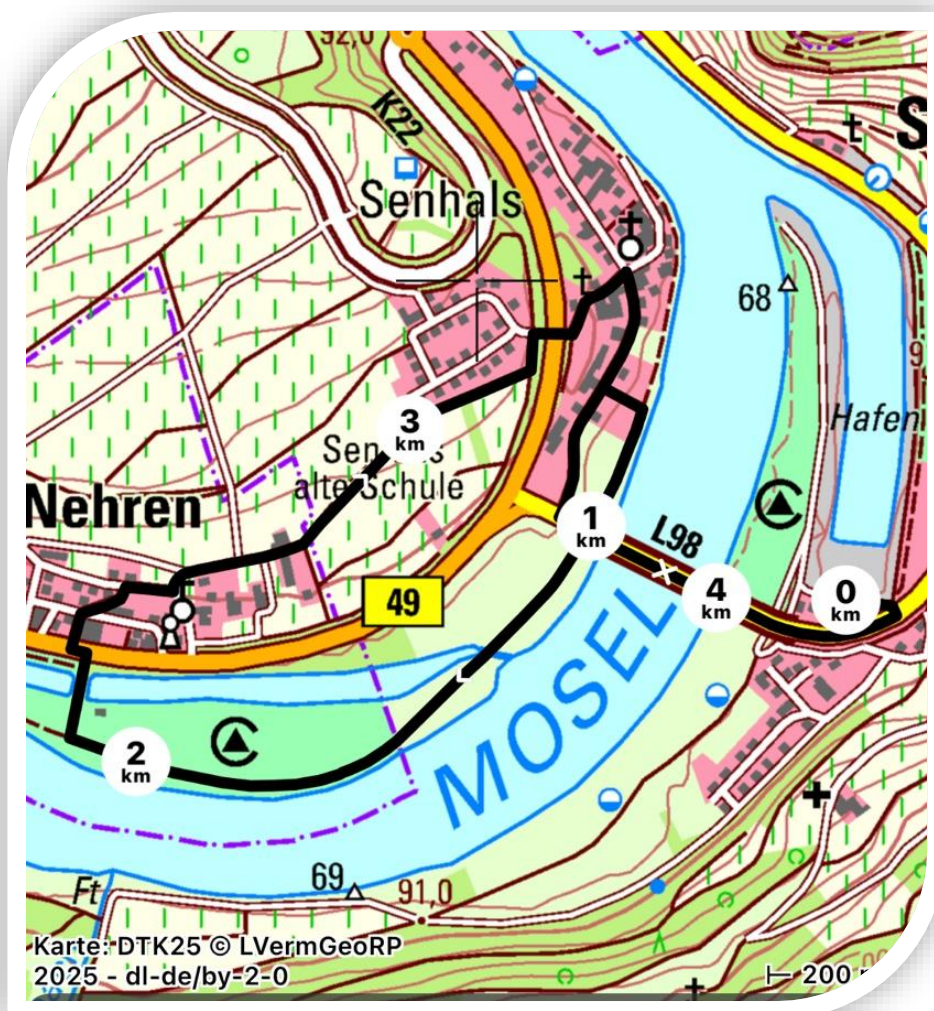 92,0
K22
Senhals
S
68
9
Hafen
3
km
Sen
s
alte Schule
Nehren
1
km
L98
49
4
km
0
km
MOSEL
2
km
69
91,0
Ft
Karte: DTK25 © LVermGeoRP
2025 - dl-de/by-2-0
200